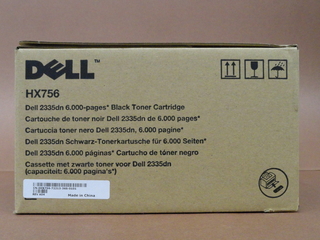 DELL
HX756
Dell 2335dn 6,000-pages* Black Toner Cartridge
Cartouche de toner noir Dell 2335dn de 6.000 pages*
Cartuccia toner nero Dell 2335dn, 6.000 pagine*
Dell 2335dn Schwarz-Tonerkartusche für 6.000 Seiten*
Dell 2335dn 6,000 páginas* Cartucho de téner negro
Cassette met zwarte toner voor Dell 2335dn
(capaciteit: 6.000 pagina's*)
Made in China